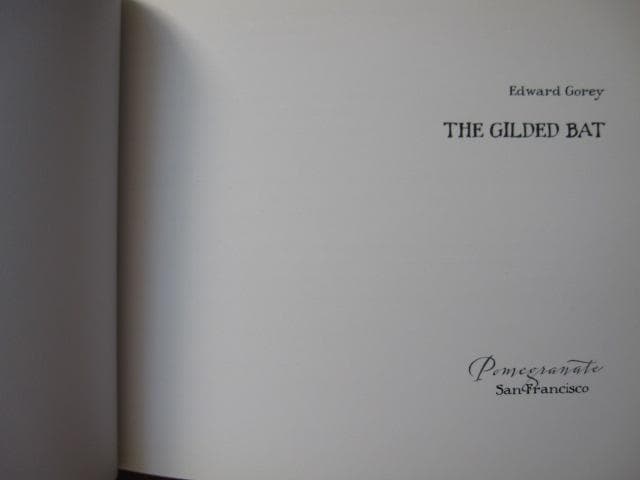 Edward Gorey
THE GILDED BAT
Pomegranate
San Francisco